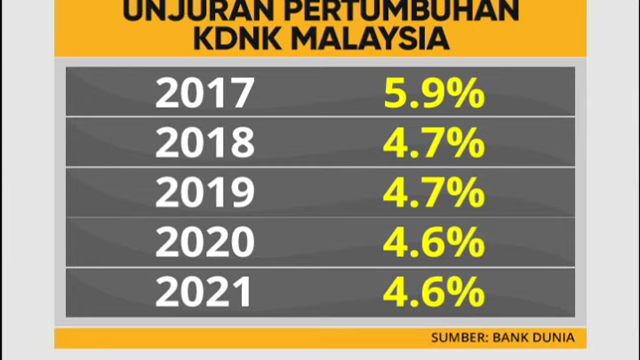 UNJURAN PERTUMBUHAN
KDNK MALAYSIA
2017 5.9%
2018 4.7%
2019 4.7%
2020 4.6%
2021 4.6%
SUMBER: BANK DUNIA